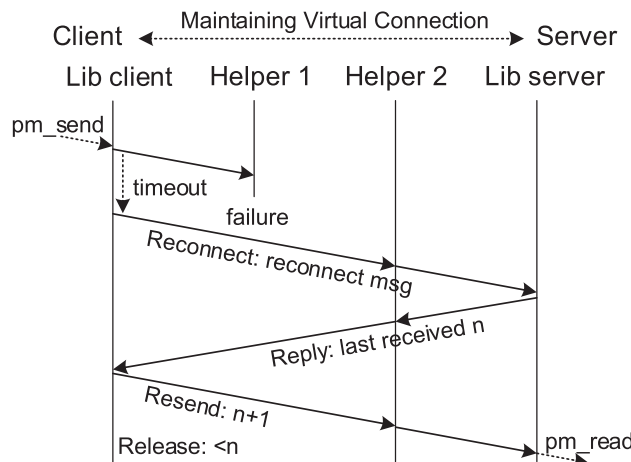 Maintaining Virtual Connection
Client Server
Lib client Helper 1 Helper 2 Lib server
pm_send
timeout
failure
Reconnect: reconnect msg
Reply: last received n
Resend: n+1
pm_read
Release: <n